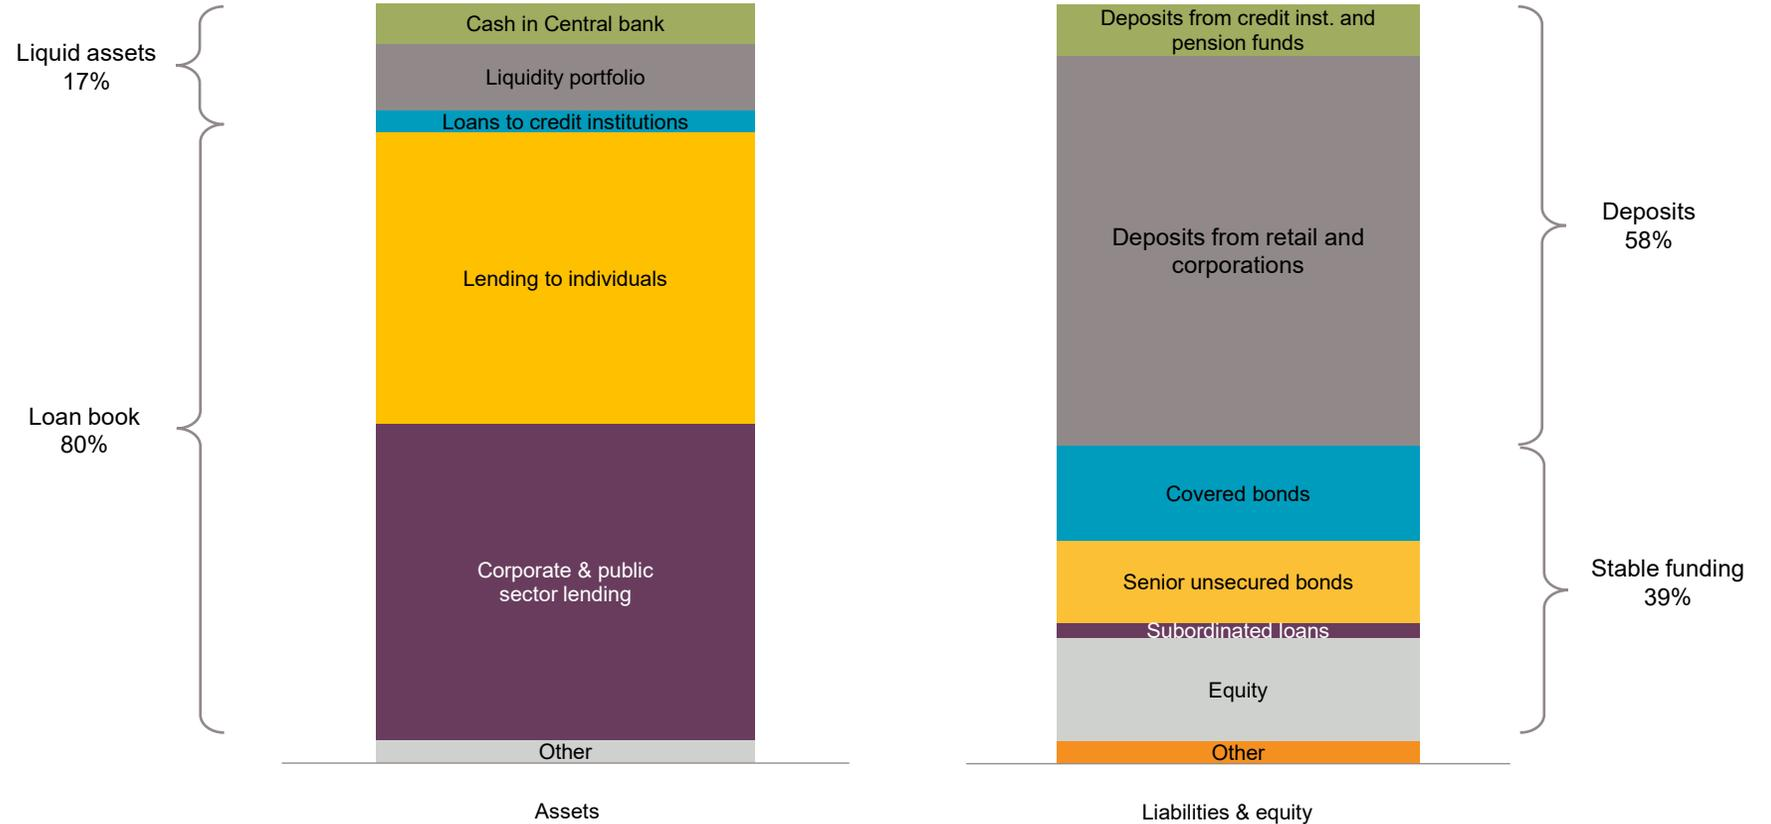 Liquid assets
17%
Loan book
80%
Cash in Central bank
Liquidity portfolio
Loans to credit institutions
Lending to individuals
Corporate & public
sector lending
Other
Assets
Deposits from credit inst. and
pension funds
Deposits from retail and
corporations
Covered bonds
Senior unsecured bonds
Subordinated loans
Equity
Other
Liabilities & equity
Deposits
58%
Stable funding
39%